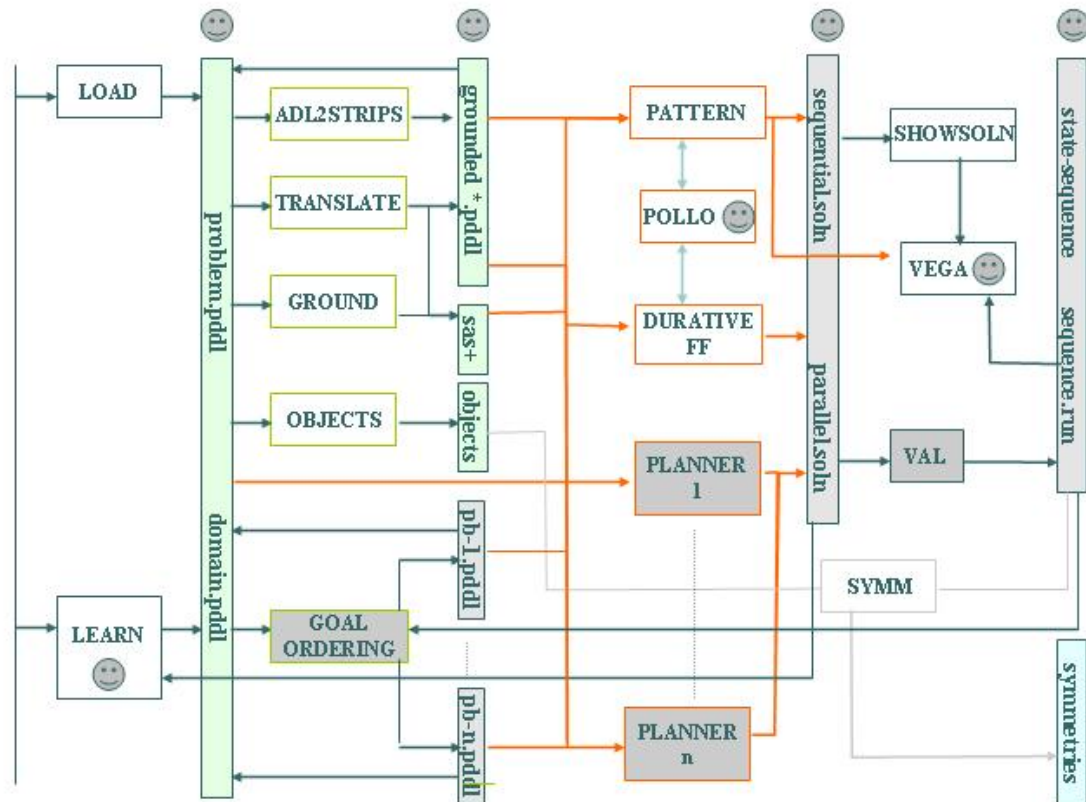 LOAD
ADL2STRIPS
TRANSLATE
GROUND
OBJECTS
GOAL
ORDERING
LEARN
problem.pddl
domain.pddl
grounded *.pddl
sas+
objects
pb-1.pddl
pb-n.pddl
PATTERN
POLLO
DURATIVE
FF
PLANNER
1
PLANNER
n
sequential.soln
parallel.soln
SHOWSOLN
VEGA
VAL
SYMM
state-sequence
sequence.run
symmetries